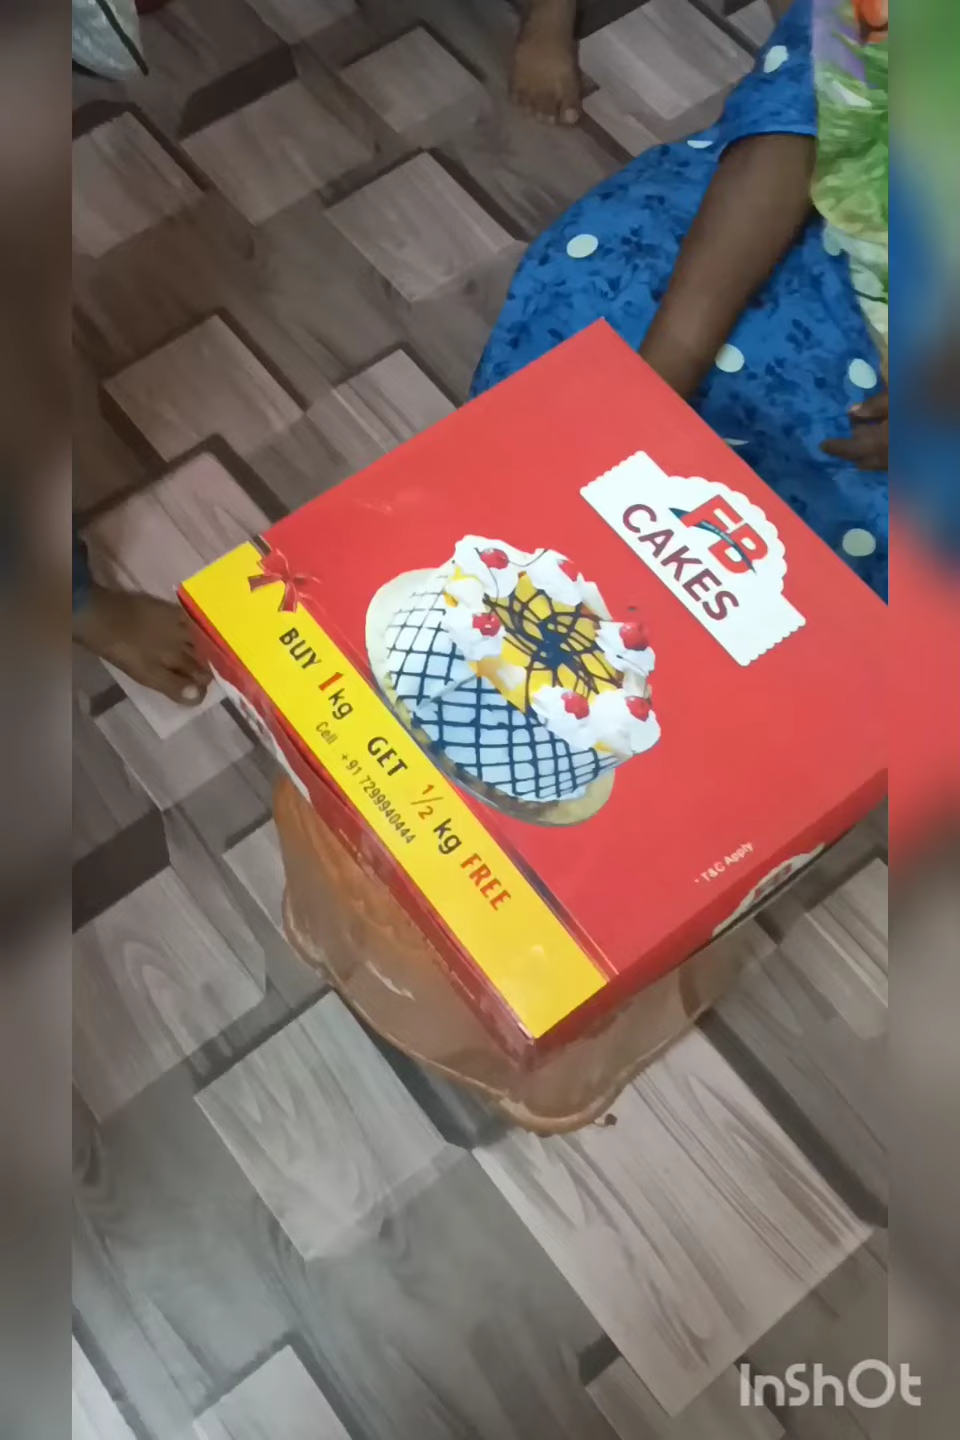 FB
CAKES
BUY 1 kg GET 1/2 kg FREE
Cell : +91 7299940444
* T&C Apply
InShOt